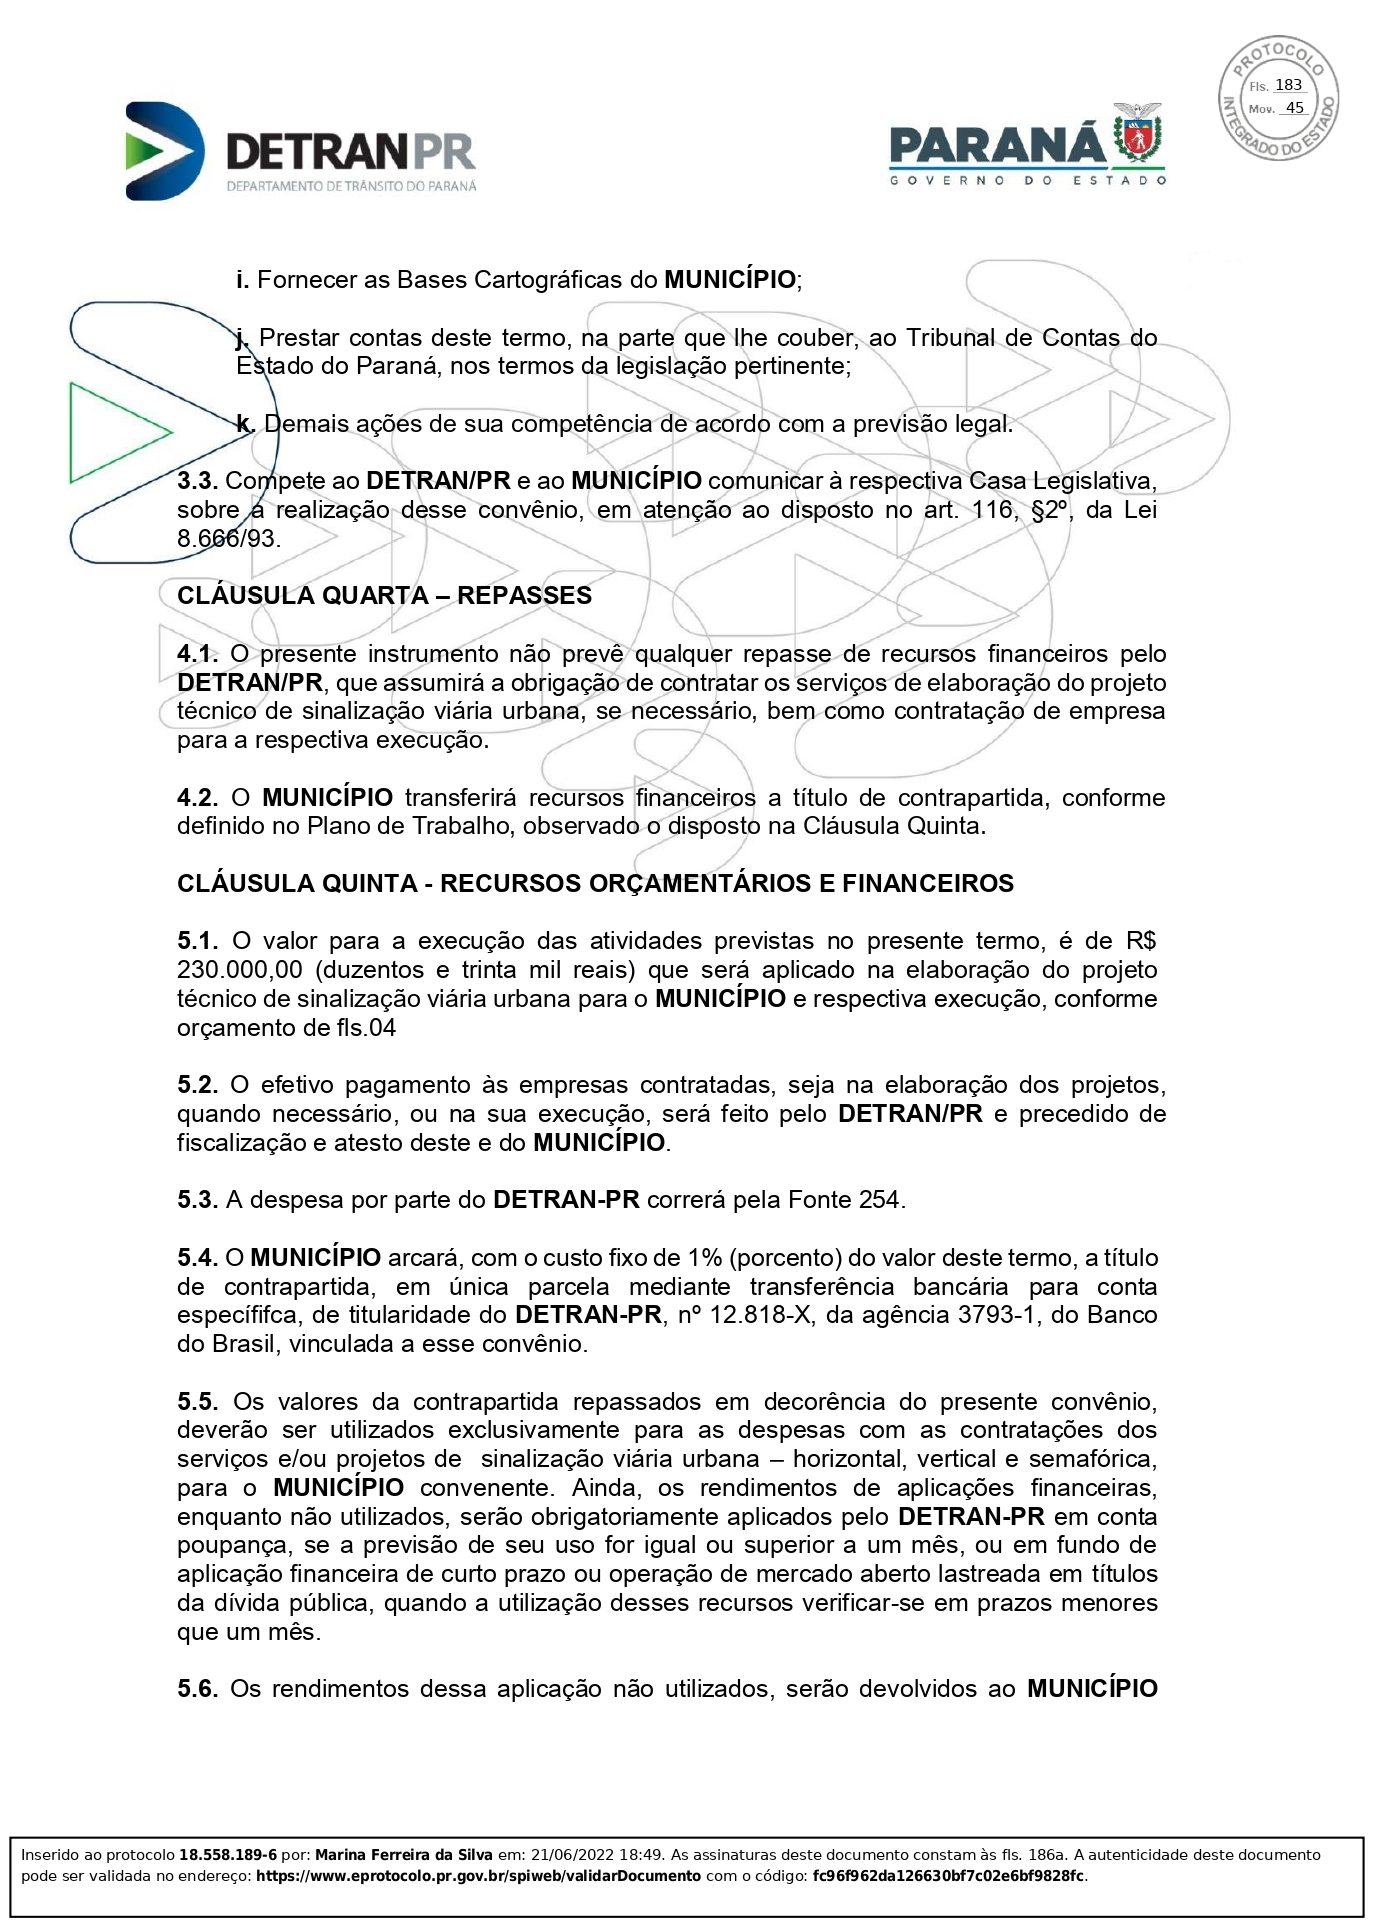 PROTOCOLO
INTEGRADO DO ESTADO
Fls. 183
Mov. 45
DETRANPR
DEPARTAMENTO DE TRÂNSITO DO PARANÁ
PARANÁ
GOVERNO DO ESTADO
i. Fornecer as Bases Cartográficas do MUNICÍPIO;
j. Prestar contas deste termo, na parte que lhe couber, ao Tribunal de Contas do
Estado do Paraná, nos termos da legislação pertinente;
k. Demais ações de sua competência de acordo com a previsão legal.
3.3. Compete ao DETRAN/PR e ao MUNICÍPIO comunicar à respectiva Casa Legislativa,
sobre a realização desse convênio, em atenção ao disposto no art. 116, §2º, da Lei
8.666/93.
CLÁUSULA QUARTA – REPASSES
4.1. O presente instrumento não prevê qualquer repasse de recursos financeiros pelo
DETRAN/PR, que assumirá a obrigação de contratar os serviços de elaboração do projeto
técnico de sinalização viária urbana, se necessário, bem como contratação de empresa
para a respectiva execução.
4.2. O MUNICÍPIO transferirá recursos financeiros a título de contrapartida, conforme
definido no Plano de Trabalho, observado o disposto na Cláusula Quinta.
CLÁUSULA QUINTA - RECURSOS ORÇAMENTÁRIOS E FINANCEIROS
5.1. O valor para a execução das atividades previstas no presente termo, é de R$
230.000,00 (duzentos e trinta mil reais) que será aplicado na elaboração do projeto
técnico de sinalização viária urbana para o MUNICÍPIO e respectiva execução, conforme
orçamento de fls.04
5.2. O efetivo pagamento às empresas contratadas, seja na elaboração dos projetos,
quando necessário, ou na sua execução, será feito pelo DETRAN/PR e precedido de
fiscalização e atesto deste e do MUNICÍPIO.
5.3. A despesa por parte do DETRAN-PR correrá pela Fonte 254.
5.4. O MUNICÍPIO arcará, com o custo fixo de 1% (porcento) do valor deste termo, a título
de contrapartida, em única parcela mediante transferência bancária para conta
específifca, de titularidade do DETRAN-PR, nº 12.818-X, da agência 3793-1, do Banco
do Brasil, vinculada a esse convênio.
5.5. Os valores da contrapartida repassados em decorência do presente convênio,
deverão ser utilizados exclusivamente para as despesas com as contratações dos
serviços e/ou projetos de sinalização viária urbana – horizontal, vertical e semafórica,
para o MUNICÍPIO convenente. Ainda, os rendimentos de aplicações financeiras,
enquanto não utilizados, serão obrigatoriamente aplicados pelo DETRAN-PR em conta
poupança, se a previsão de seu uso for igual ou superior a um mês, ou em fundo de
aplicação financeira de curto prazo ou operação de mercado aberto lastreada em títulos
da dívida pública, quando a utilização desses recursos verificar-se em prazos menores
que um mês.
5.6. Os rendimentos dessa aplicação não utilizados, serão devolvidos ao MUNICÍPIO
Inserido ao protocolo 18.558.189-6 por: Marina Ferreira da Silva em: 21/06/2022 18:49. As assinaturas deste documento constam às fls. 186a. A autenticidade deste documento
pode ser validada no endereço: https://www.eprotocolo.pr.gov.br/spiweb/validarDocumento com o código: fc96f962da126630bf7c02e6bf9828fc.